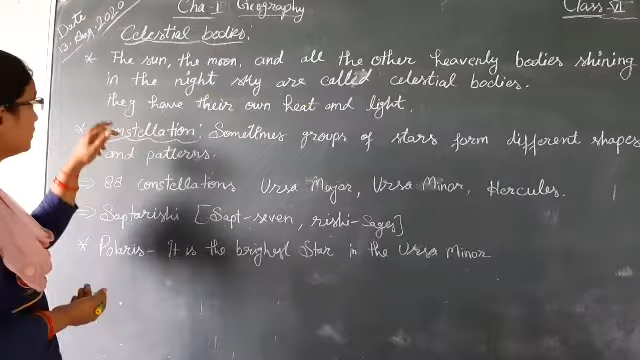 Date
13. Aug. 2020
Cha-I Geography
Class-VI
Celestial bodies:
* The sun, the moon, and all the other heavenly bodies shining
in the night sky are called celestial bodies.
they have their own heat and light.
* Constellation: Sometimes groups of stars form different shapes
and patterns.
⇒ 88 constellations Ursa Major, Ursa Minor, Hercules.
⇒ Saptarishi [Sapt-seven, rishi-Sages]
* Polaris - It is the brighest star in the Ursa Minor